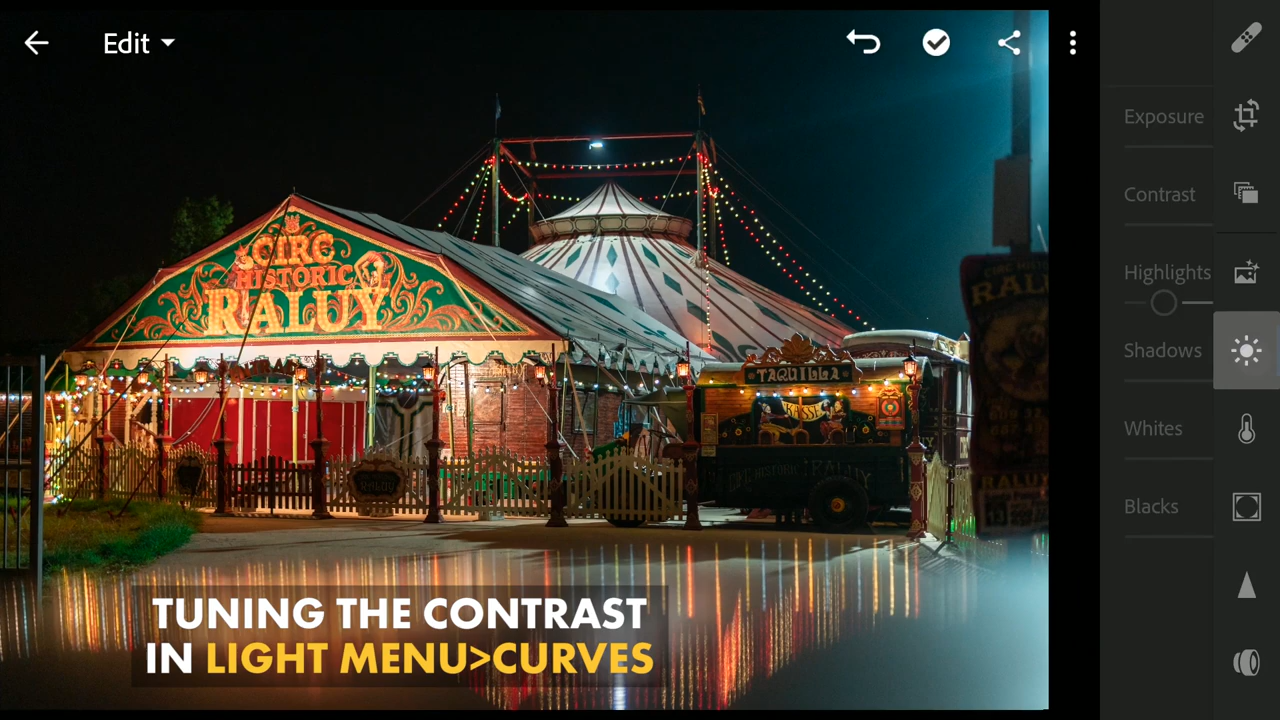 Edit
Exposure
Contrast
Highlights
Shadows
Whites
Blacks
CIRC
HISTORIC
RALUY
TAQUILLA
RALUY
TUNING THE CONTRAST
IN LIGHT MENU>CURVES